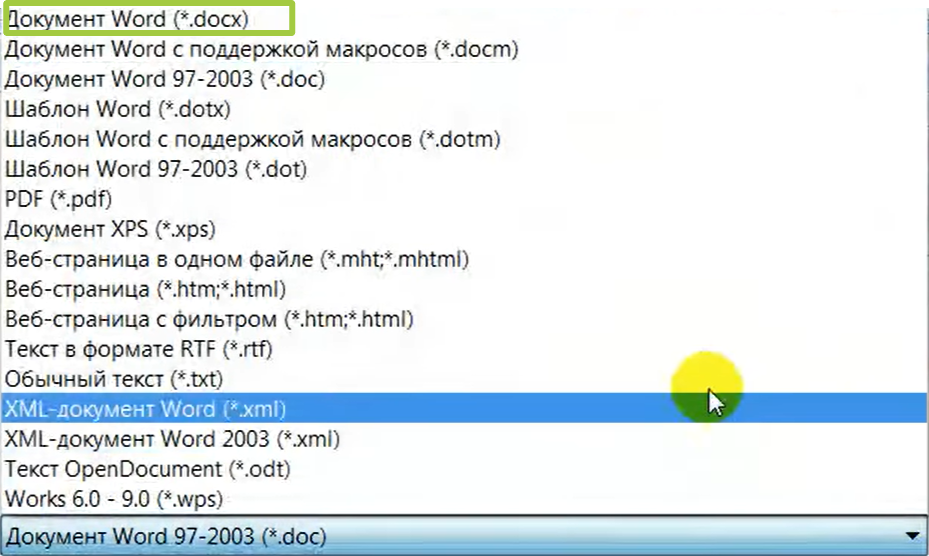 Документ Word (*.docx)
Документ Word с поддержкой макросов (*.docm)
Документ Word 97-2003 (*.doc)
Шаблон Word (*.dotx)
Шаблон Word с поддержкой макросов (*.dotm)
Шаблон Word 97-2003 (*.dot)
PDF (*.pdf)
Документ XPS (*.xps)
Веб-страница в одном файле (*.mht;*.mhtml)
Веб-страница (*.htm;*.html)
Веб-страница с фильтром (*.htm;*.html)
Текст в формате RTF (*.rtf)
Обычный текст (*.txt)
XML-документ Word (*.xml)
XML-документ Word 2003 (*.xml)
Текст OpenDocument (*.odt)
Works 6.0 - 9.0 (*.wps)
Документ Word 97-2003 (*.doc)